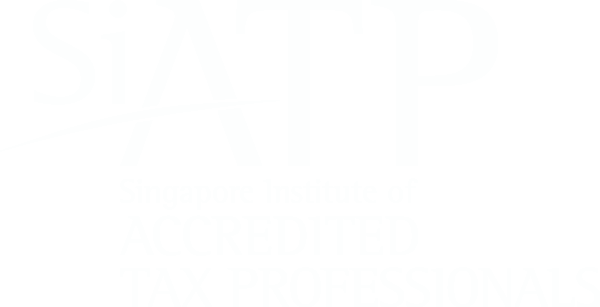 SiATP
Singapore Institute of
ACCREDITED
TAX PROFESSIONALS